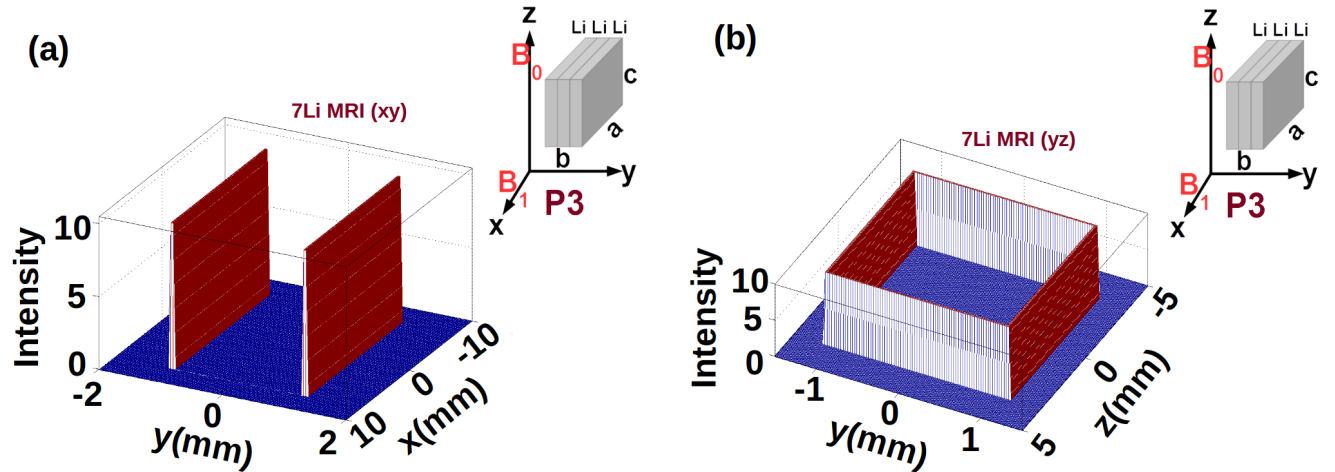 (a)
7Li MRI (xy)
Intensity
10
5
0
-2
0
2
y(mm)
10
0
-10
x(mm)
z
B0
Li Li Li
c
a
b
y
B1
x
P3
(b)
7Li MRI (yz)
Intensity
10
5
0
-1
0
1
y(mm)
5
0
-5
z(mm)
z
B0
Li Li Li
c
a
b
y
B1
x
P3